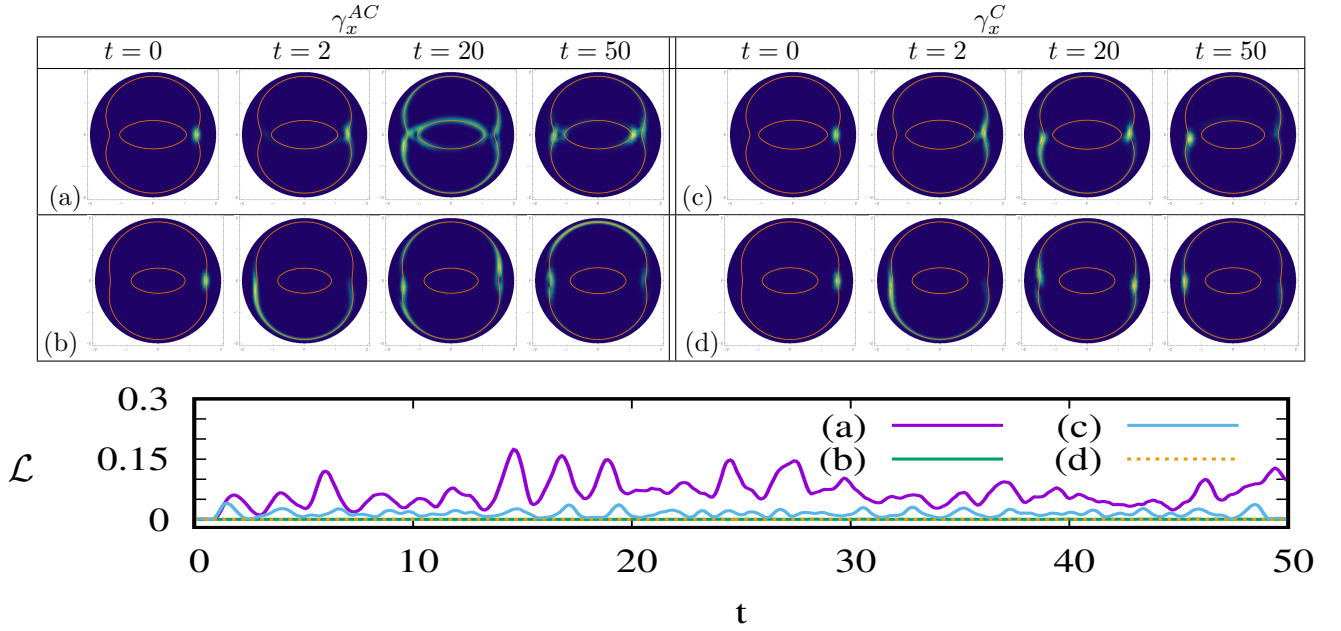 γ_x^{AC} γ_x^{C}
t = 0 t = 2 t = 20 t = 50 t = 0 t = 2 t = 20 t = 50
(a) (c)
(b) (d)
0.3
(a) (c)
ℒ 0.15 (b) (d)
0
0 10 20 30 40 50
t